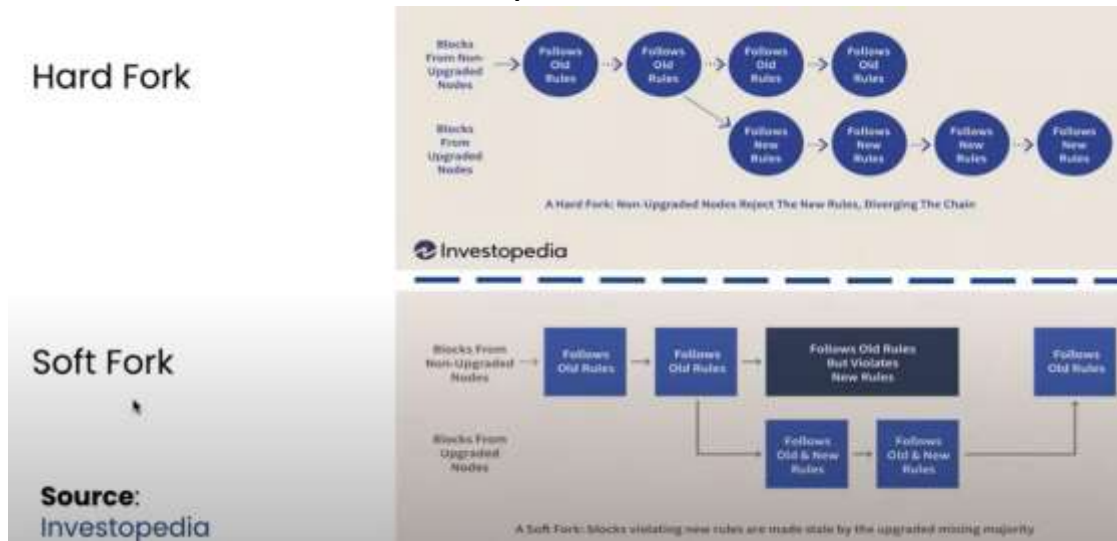 Hard Fork
Blocks
From Non-
Upgraded
Nodes
Follows
Old
Rules
Follows
Old
Rules
Follows
Old
Rules
Follows
Old
Rules
Blocks
From
Upgraded
Nodes
Follows
New
Rules
Follows
New
Rules
Follows
New
Rules
Follows
New
Rules
A Hard Fork: Non-Upgraded Nodes Reject The New Rules, Diverging The Chain
Investopedia
Soft Fork
Blocks From
Non-Upgraded
Nodes
Follows
Old Rules
Follows
Old Rules
Follows Old Rules
But Violates
New Rules
Follows
Old Rules
Blocks From
Upgraded
Nodes
Follows
Old & New
Rules
Follows
Old & New
Rules
Source:
Investopedia
A Soft Fork: Blocks violating new rules are made stale by the upgraded mining majority